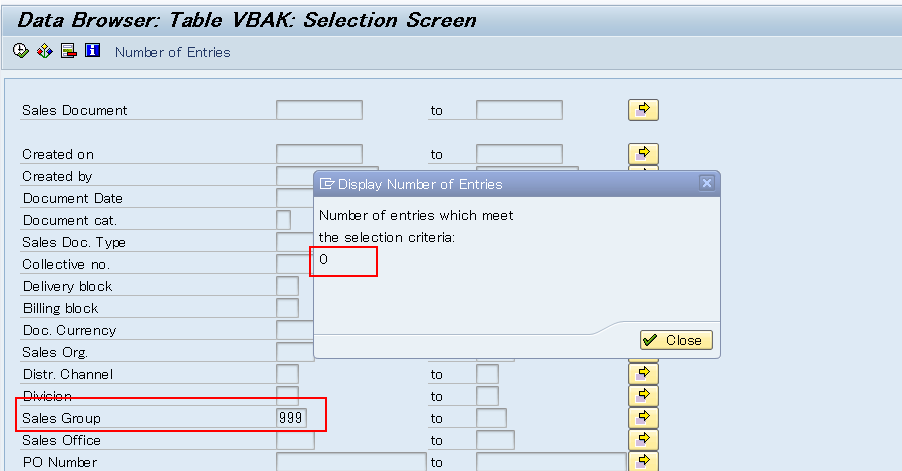 Data Browser: Table VBAK: Selection Screen
Number of Entries
Sales Document to
Created on to
Created by
Document Date
Document cat.
Sales Doc. Type
Collective no.
Delivery block
Billing block
Doc. Currency
Sales Org.
Distr. Channel to
Division to
Sales Group 999 to
Sales Office to
PO Number to
Display Number of Entries
Number of entries which meet
the selection criteria:
0
Close